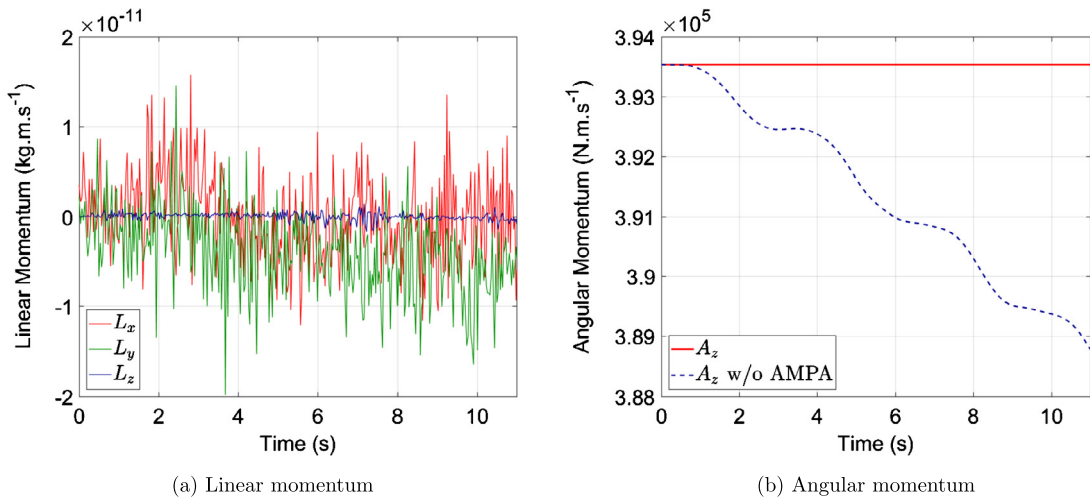 ×10⁻¹¹
2
1
0
-1
-2
Linear Momentum (kg.m.s⁻¹)
Lₓ
L_y
L_z
0 2 4 6 8 10
Time (s)
(a) Linear momentum
×10⁵
3.94
3.93
3.92
3.91
3.9
3.89
3.88
Angular Momentum (N.m.s⁻¹)
A_z
A_z w/o AMPA
0 2 4 6 8 10
Time (s)
(b) Angular momentum